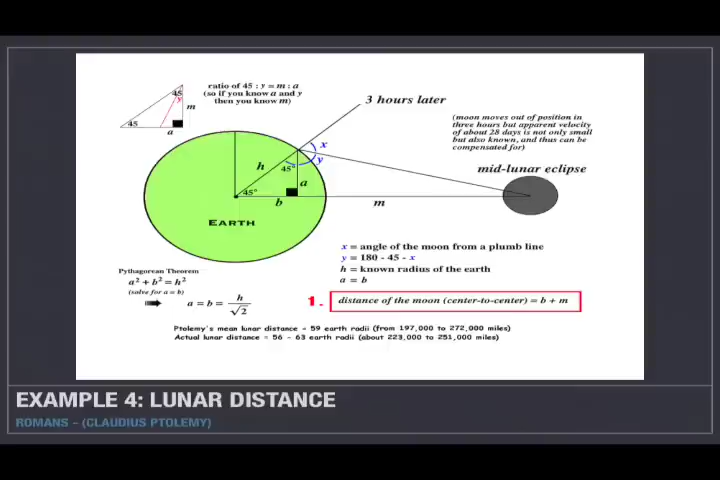 ratio of 45 : y = m : a
(so if you know a and y
then you know m)
45
y
m
45
a
3 hours later
(moon moves out of position in
three hours but apparent velocity
of about 28 days is not only small
but also known, and thus can be
compensated for)
mid-lunar eclipse
x
y
h
45°
a
45°
b
m
EARTH
x = angle of the moon from a plumb line
y = 180 - 45 - x
h = known radius of the earth
a = b
Pythagorean Theorem
a² + b² = h²
(solve for a = b)
a = b = h / √2
1. distance of the moon (center-to-center) = b + m
Ptolemy's mean lunar distance = 59 earth radii (from 197,000 to 272,000 miles)
Actual lunar distance = 56 - 63 earth radii (about 223,000 to 251,000 miles)
EXAMPLE 4: LUNAR DISTANCE
ROMANS – (CLAUDIUS PTOLEMY)